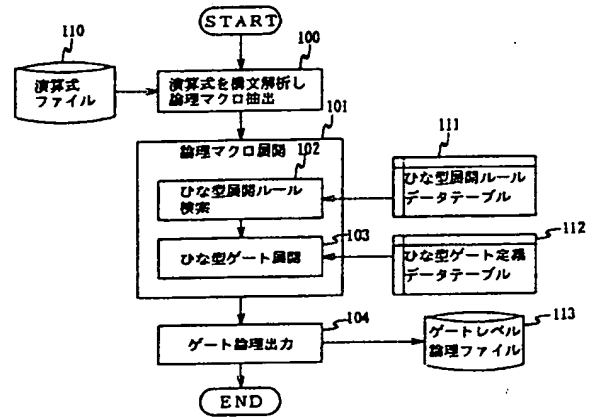 START
110
100
演算式
ファイル
演算式を構文解析し
論理マクロ抽出
101
論理マクロ展開
102
111
ひな型展開ルール
検索
ひな型展開ルール
データテーブル
103
112
ひな型ゲート展開
ひな型ゲート定義
データテーブル
104
113
ゲート論理出力
ゲートレベル
論理ファイル
END